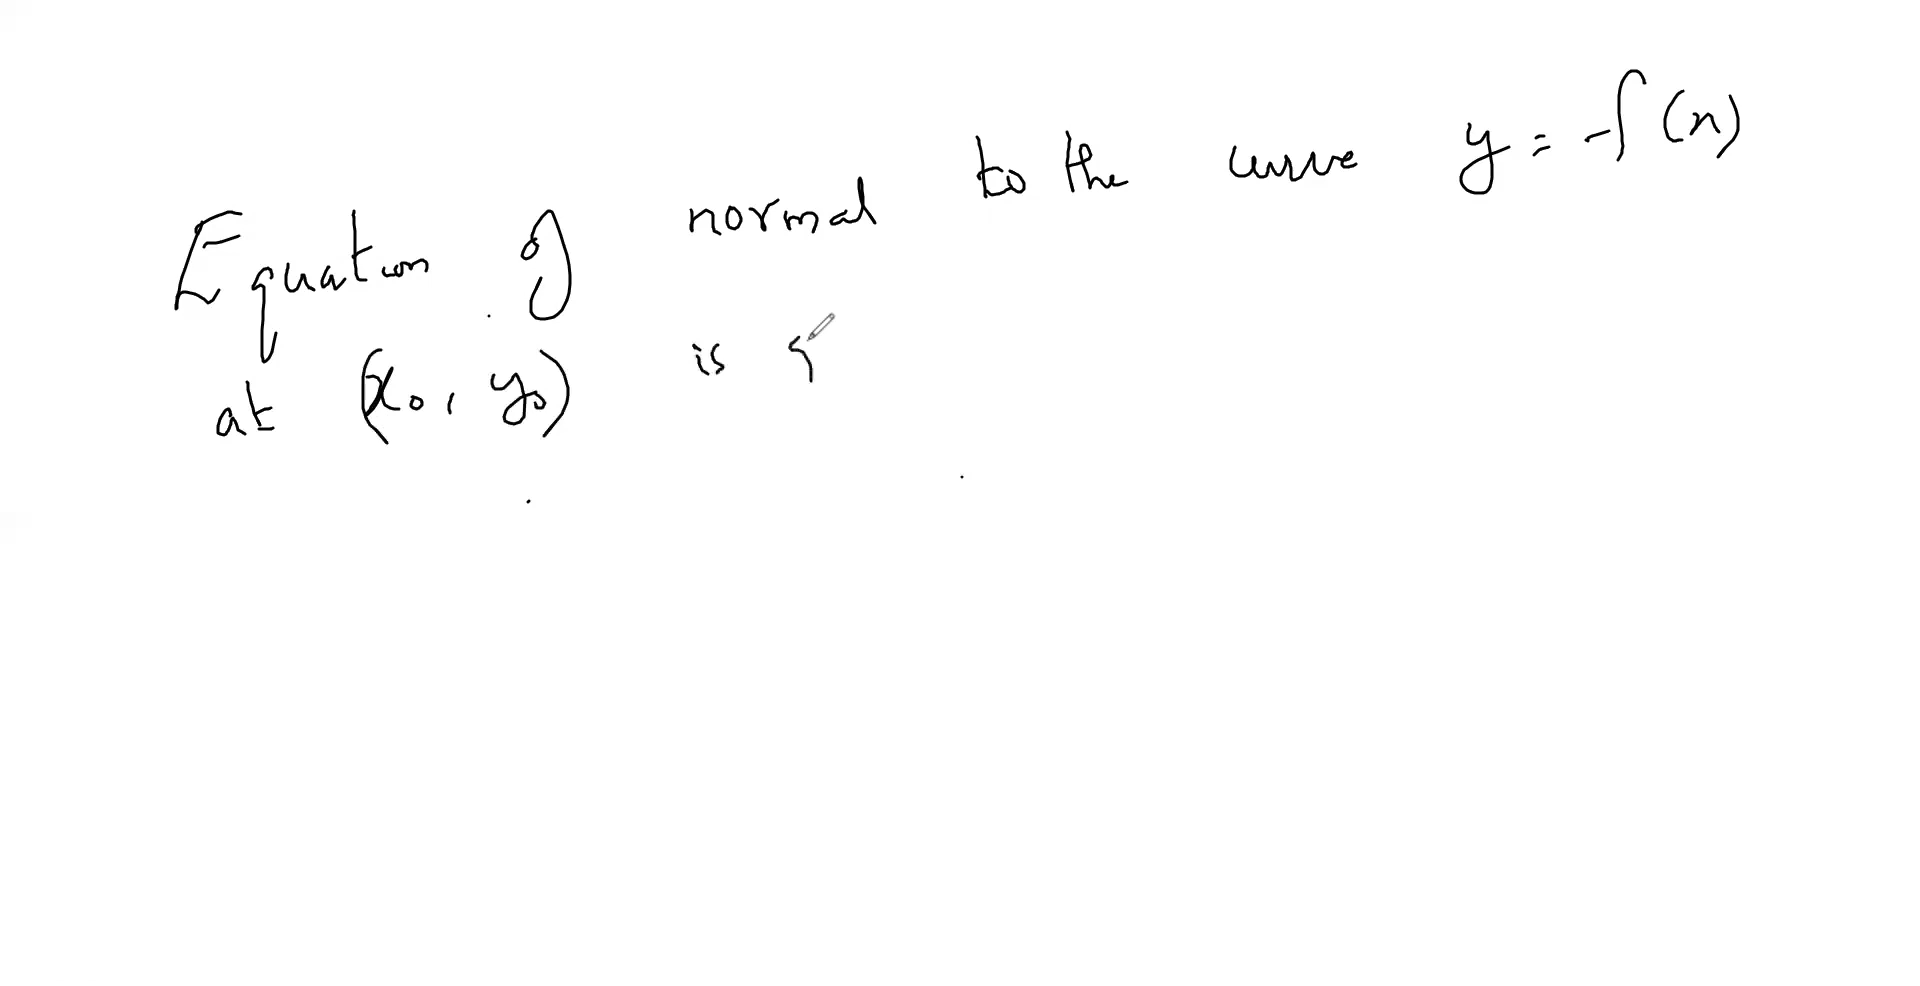 Equation of normal to the curve y = f(x)
at (x₀, y₀) is